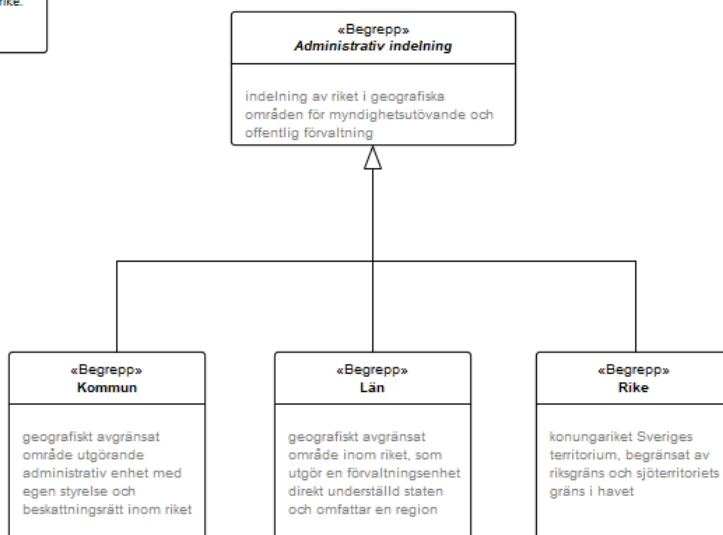 rike.
«Begrepp»
Administrativ indelning
indelning av riket i geografiska
områden för myndighetsutövande och
offentlig förvaltning
«Begrepp»
Kommun
geografiskt avgränsat
område utgörande
administrativ enhet med
egen styrelse och
beskattningsrätt inom riket
«Begrepp»
Län
geografiskt avgränsat
område inom riket, som
utgör en förvaltningsenhet
direkt underställd staten
och omfattar en region
«Begrepp»
Rike
konungariket Sveriges
territorium, begränsat av
riksgräns och sjöterritoriets
gräns i havet